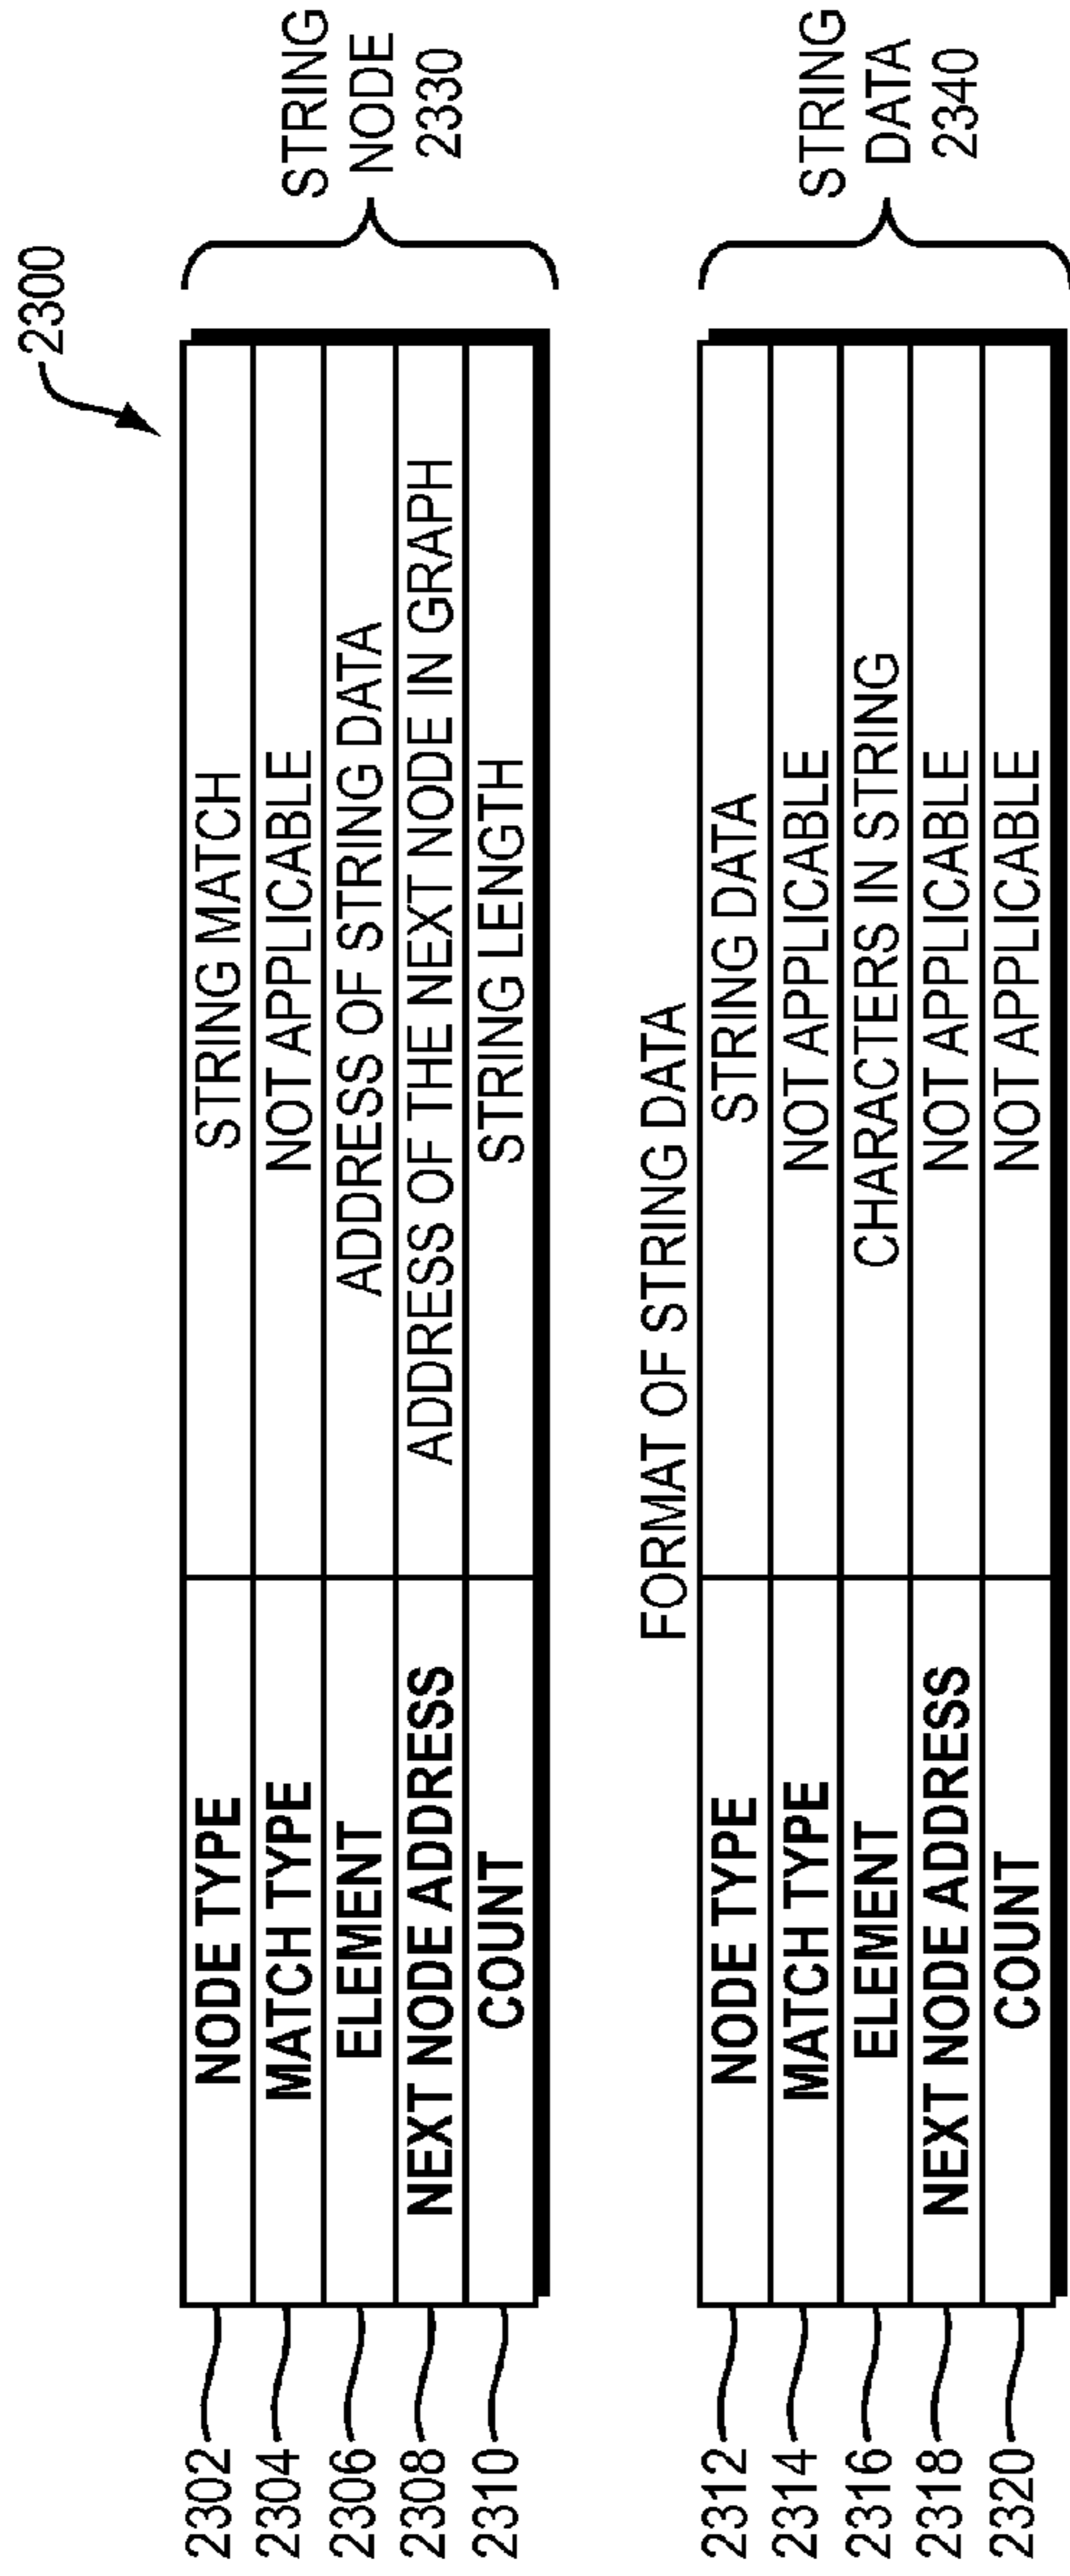 2300
2302 NODE TYPE STRING MATCH
2304 MATCH TYPE NOT APPLICABLE
2306 ELEMENT ADDRESS OF STRING DATA
2308 NEXT NODE ADDRESS ADDRESS OF THE NEXT NODE IN GRAPH
2310 COUNT STRING LENGTH
STRING
NODE
2330
FORMAT OF STRING DATA
2312 NODE TYPE STRING DATA
2314 MATCH TYPE NOT APPLICABLE
2316 ELEMENT CHARACTERS IN STRING
2318 NEXT NODE ADDRESS NOT APPLICABLE
2320 COUNT NOT APPLICABLE
STRING
DATA
2340